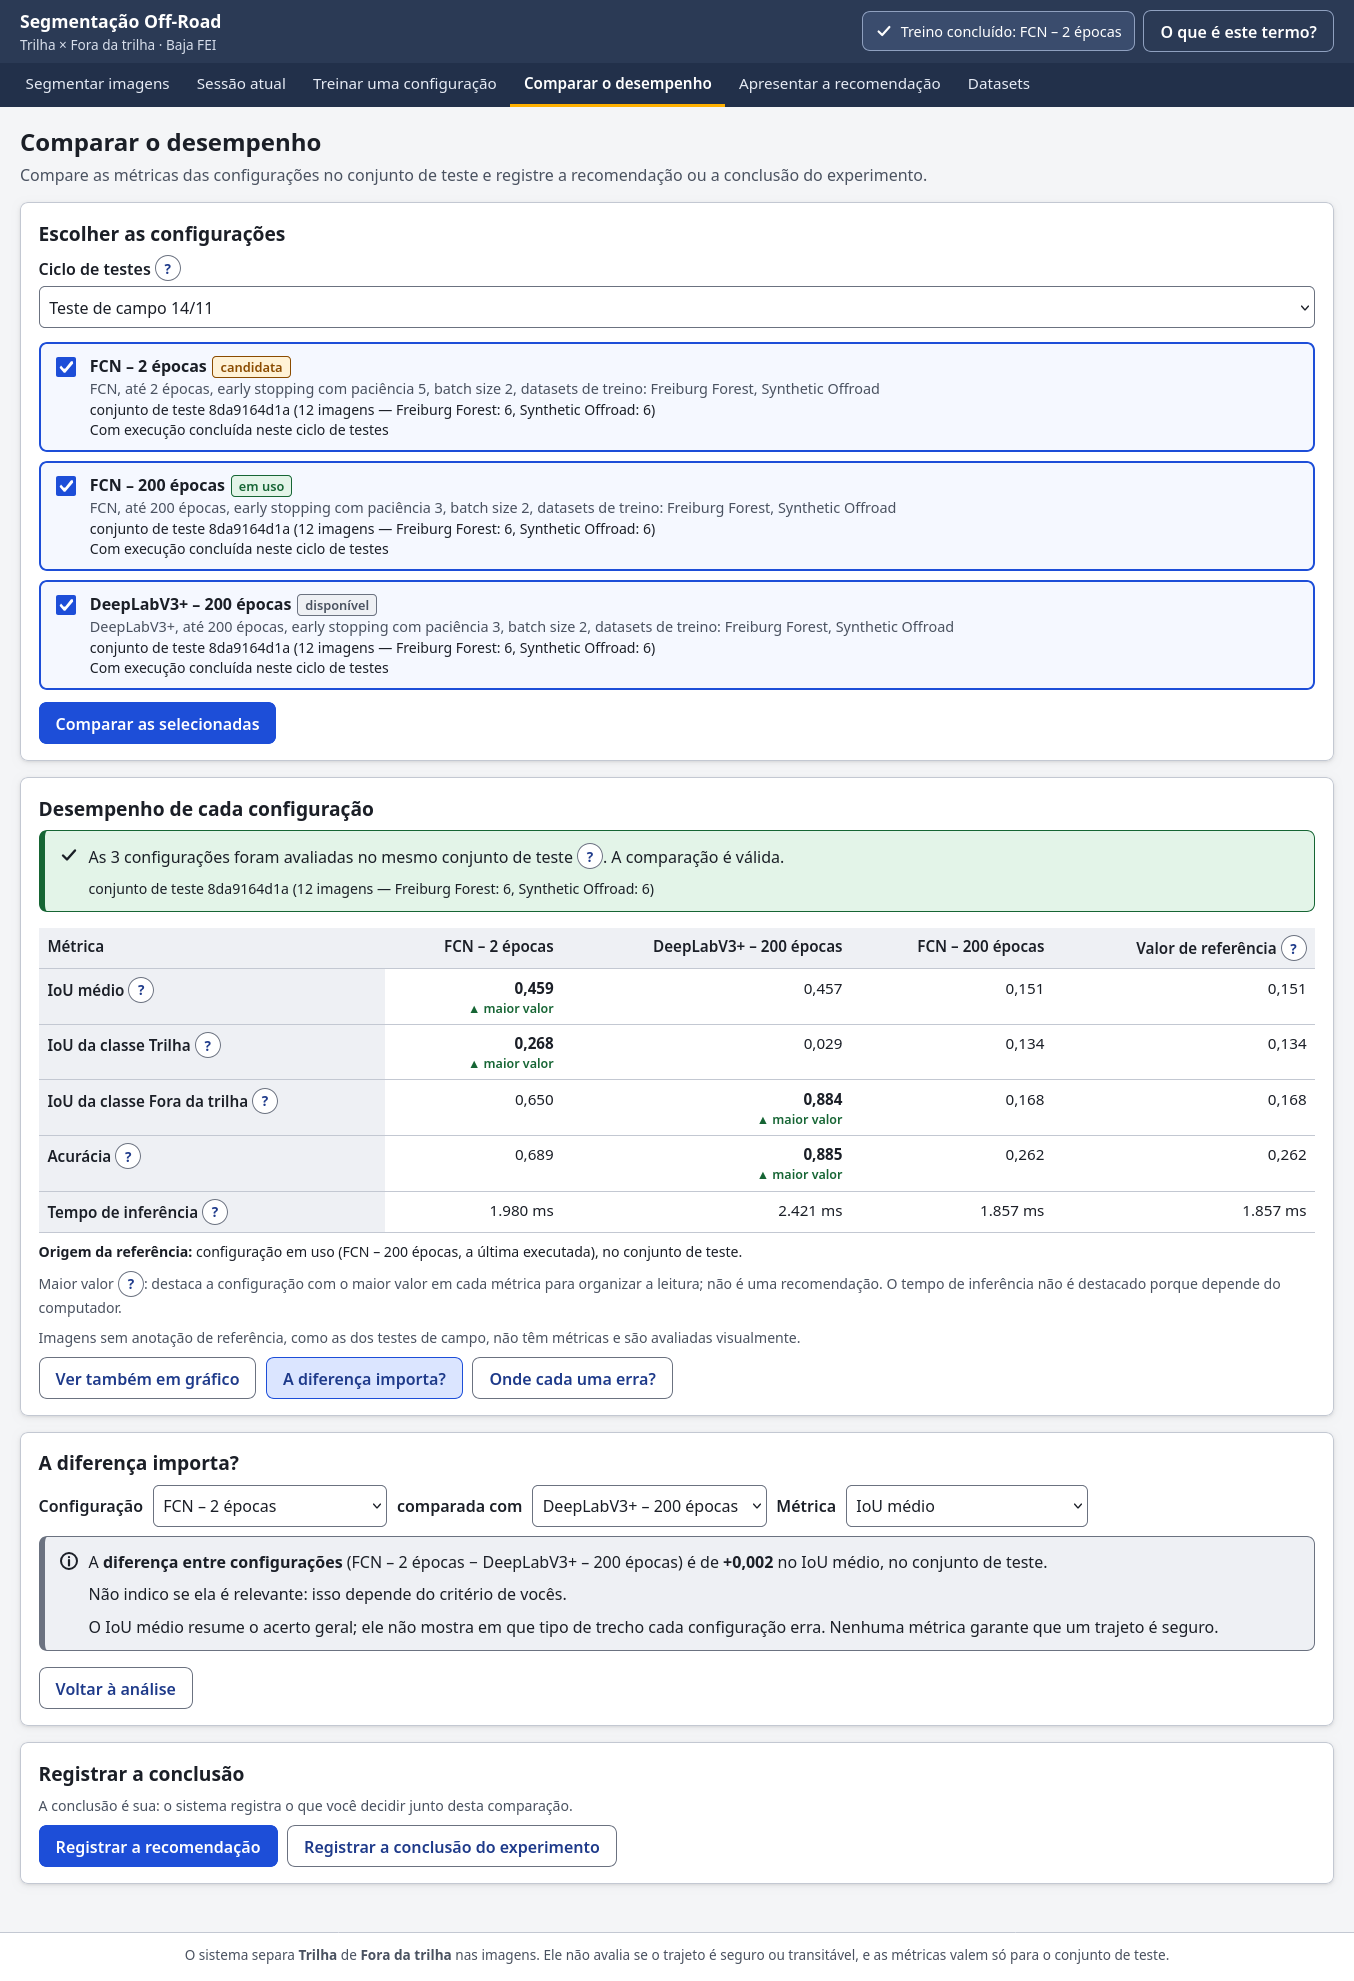 Segmentação Off-Road
Trilha × Fora da trilha · Baja FEI
Treino concluído: FCN – 2 épocas
O que é este termo?
Segmentar imagens
Sessão atual
Treinar uma configuração
Comparar o desempenho
Apresentar a recomendação
Datasets
Comparar o desempenho
Compare as métricas das configurações no conjunto de teste e registre a recomendação ou a conclusão do experimento.
Escolher as configurações
Ciclo de testes ?
Teste de campo 14/11
FCN – 2 épocas candidata
FCN, até 2 épocas, early stopping com paciência 5, batch size 2, datasets de treino: Freiburg Forest, Synthetic Offroad
conjunto de teste 8da9164d1a (12 imagens — Freiburg Forest: 6, Synthetic Offroad: 6)
Com execução concluída neste ciclo de testes
FCN – 200 épocas em uso
FCN, até 200 épocas, early stopping com paciência 3, batch size 2, datasets de treino: Freiburg Forest, Synthetic Offroad
conjunto de teste 8da9164d1a (12 imagens — Freiburg Forest: 6, Synthetic Offroad: 6)
Com execução concluída neste ciclo de testes
DeepLabV3+ – 200 épocas disponível
DeepLabV3+, até 200 épocas, early stopping com paciência 3, batch size 2, datasets de treino: Freiburg Forest, Synthetic Offroad
conjunto de teste 8da9164d1a (12 imagens — Freiburg Forest: 6, Synthetic Offroad: 6)
Com execução concluída neste ciclo de testes
Comparar as selecionadas
Desempenho de cada configuração
As 3 configurações foram avaliadas no mesmo conjunto de teste ?. A comparação é válida.
conjunto de teste 8da9164d1a (12 imagens — Freiburg Forest: 6, Synthetic Offroad: 6)
Métrica FCN – 2 épocas DeepLabV3+ – 200 épocas FCN – 200 épocas Valor de referência ?
IoU médio ? 0,459 0,457 0,151 0,151
▲ maior valor
IoU da classe Trilha ? 0,268 0,029 0,134 0,134
▲ maior valor
IoU da classe Fora da trilha ? 0,650 0,884 0,168 0,168
▲ maior valor
Acurácia ? 0,689 0,885 0,262 0,262
▲ maior valor
Tempo de inferência ? 1.980 ms 2.421 ms 1.857 ms 1.857 ms
Origem da referência: configuração em uso (FCN – 200 épocas, a última executada), no conjunto de teste.
Maior valor ?: destaca a configuração com o maior valor em cada métrica para organizar a leitura; não é uma recomendação. O tempo de inferência não é destacado porque depende do
computador.
Imagens sem anotação de referência, como as dos testes de campo, não têm métricas e são avaliadas visualmente.
Ver também em gráfico
A diferença importa?
Onde cada uma erra?
A diferença importa?
Configuração FCN – 2 épocas comparada com DeepLabV3+ – 200 épocas Métrica IoU médio
A diferença entre configurações (FCN – 2 épocas − DeepLabV3+ – 200 épocas) é de +0,002 no IoU médio, no conjunto de teste.
Não indico se ela é relevante: isso depende do critério de vocês.
O IoU médio resume o acerto geral; ele não mostra em que tipo de trecho cada configuração erra. Nenhuma métrica garante que um trajeto é seguro.
Voltar à análise
Registrar a conclusão
A conclusão é sua: o sistema registra o que você decidir junto desta comparação.
Registrar a recomendação
Registrar a conclusão do experimento
O sistema separa Trilha de Fora da trilha nas imagens. Ele não avalia se o trajeto é seguro ou transitável, e as métricas valem só para o conjunto de teste.